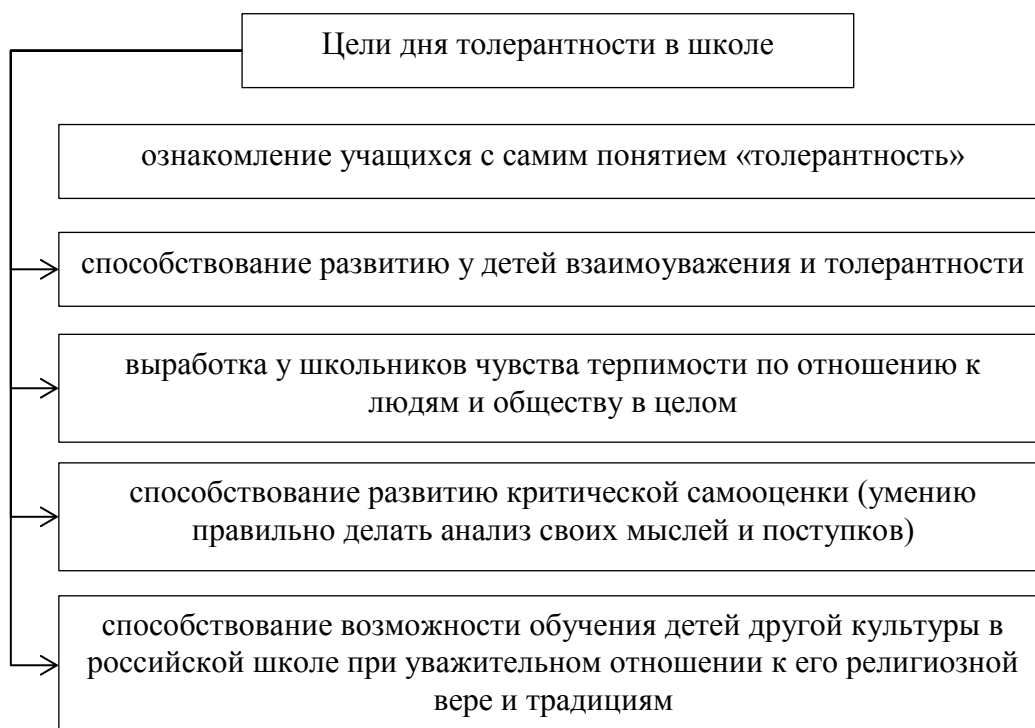 Цели дня толерантности в школе
ознакомление учащихся с самим понятием «толерантность»
способствование развитию у детей взаимоуважения и толерантности
выработка у школьников чувства терпимости по отношению к
людям и обществу в целом
способствование развитию критической самооценки (умению
правильно делать анализ своих мыслей и поступков)
способствование возможности обучения детей другой культуры в
российской школе при уважительном отношении к его религиозной
вере и традициям